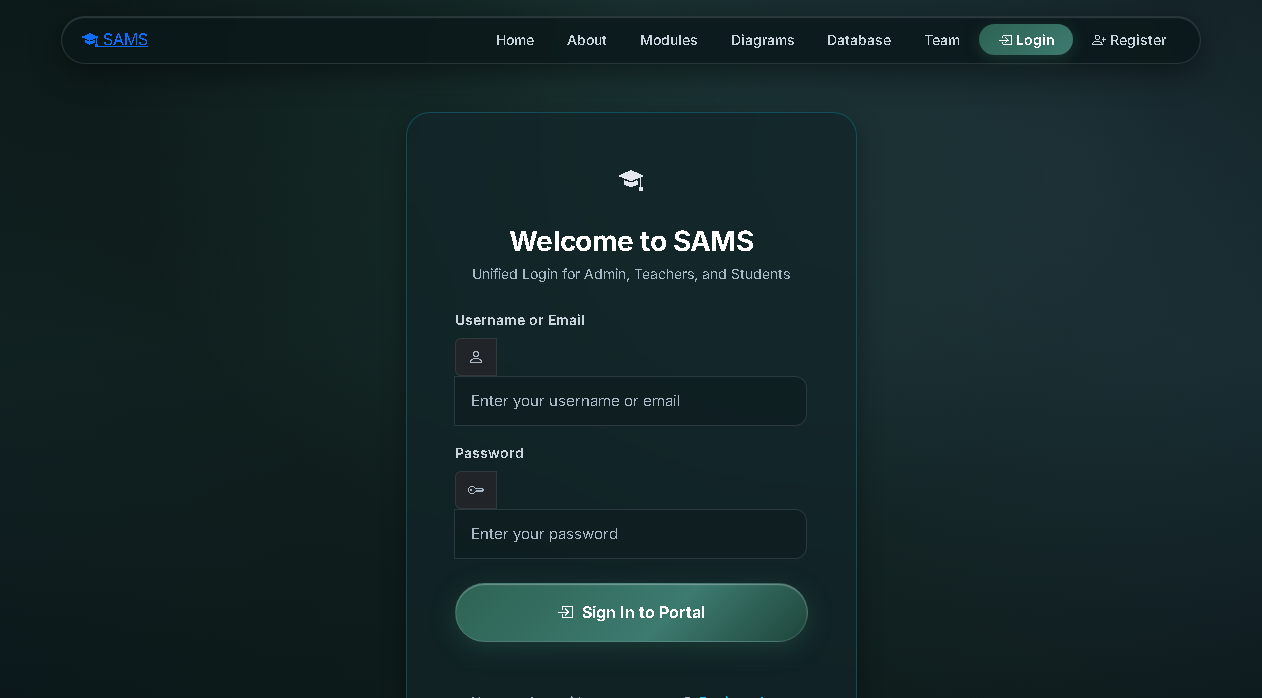 SAMS Home About Modules Diagrams Database Team Login Register
Welcome to SAMS
Unified Login for Admin, Teachers, and Students
Username or Email
Enter your username or email
Password
Enter your password
Sign In to Portal